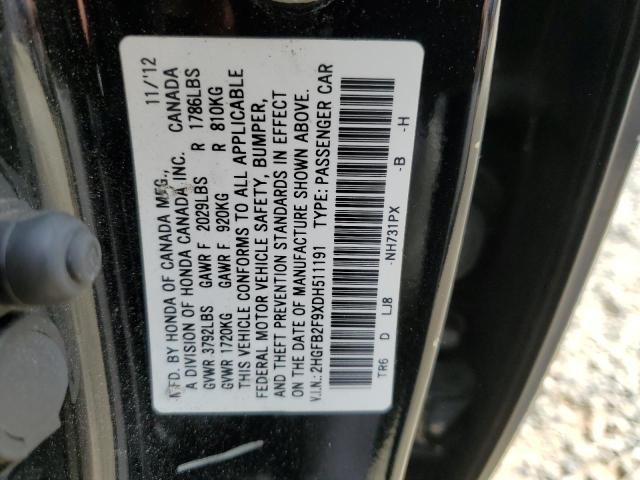 MFD. BY HONDA OF CANADA MFG., 11/'12
A DIVISION OF HONDA CANADA INC. CANADA
GVWR 3792LBS GAWR F 2029LBS R 1786LBS
GVWR 1720KG GAWR F 920KG R 810KG
THIS VEHICLE CONFORMS TO ALL APPLICABLE
FEDERAL MOTOR VEHICLE SAFETY, BUMPER,
AND THEFT PREVENTION STANDARDS IN EFFECT
ON THE DATE OF MANUFACTURE SHOWN ABOVE.
V.I.N.: 2HGFB2F9XDH511191 TYPE: PASSENGER CAR
TR6 D LJ8 -NH731PX -B -H